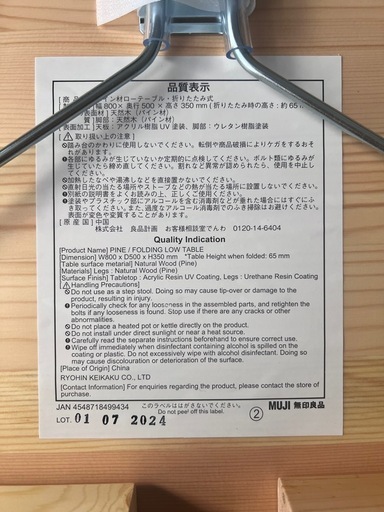 品質表示
イン材ローテーブル・折りたたみ式
幅800× 奥行500 × 高さ350 mm (折りたたみ時の高さ:約 65
表面材] 天然木(パイン材)
質] 脚部:天然木(パイン材)
[表面加工] 天板:アクリル樹脂 UV 塗装、脚部:ウレタン樹脂塗装
[⚠ 取り扱い上の注意]
踏み台のかわりに使用しないでください。転倒や商品破損によりケガをするおそれがあります。
各部にゆるみが生じていないか定期的に点検してください。ボルト類にゆるみが
生じていたら締め直してください。割れなど異常が認められたら、使用を中止してください。
加熱したなべや湯沸しなどを直接置かないでください。
直射日光の当たる場所やストーブなどの熱が当たる場所に設置しないでください。
別紙の説明書をよくお読みの上、正しくご使用ください。
塗装やプラスチック部にアルコールを含む消毒剤などが垂れた場合にはすぐふ
き取ってください。また、過度なアルコール消毒剤でのふき掃除はお避けください。
表面が変色や変質することがあります。
[ 原 産 国 ] 中国
株式会社 良品計画 お客様相談室でんわ 0120-14-6404
Quality Indication
[Product Name] PINE / FOLDING LOW TABLE
[Dimension] W800 x D500 x H350 mm *Table Height when folded: 65 mm
[Table surface material] Natural Wood (Pine)
[Materials] Legs : Natural Wood (Pine)
[Surface Finish] Tabletop : Acrylic Resin UV Coating, Legs : Urethane Resin Coating
[⚠ Handling Precautions]
Do not use as a step stool. Doing so may cause tip-over or damage to the
product, resulting in injury.
Periodically check for any looseness in the assembled parts, and retighten the
bolts if any looseness is found. Stop use if there are any cracks or other
abnormalities.
Do not place a heated pot or kettle directly on the product.
Do not install under direct sunlight or near a heat source.
Carefully read the separate instructions beforehand to ensure correct use.
Wipe off immediately when disinfectant containing alcohol is spilled on the
coating or plastic. Do not excessively wipe with alcohol disinfectant. Doing so
may cause discolouration or deterioration of the surface.
[Place of Origin] China
RYOHIN KEIKAKU CO., LTD
[Contact Information] For enquiries regarding the product, please contact the store of
purchase.
JAN 4548718499434
このラベルははがさないでください。
Do not peel off this label.
②
MUJI 無印良品
LOT. 01 07 2024